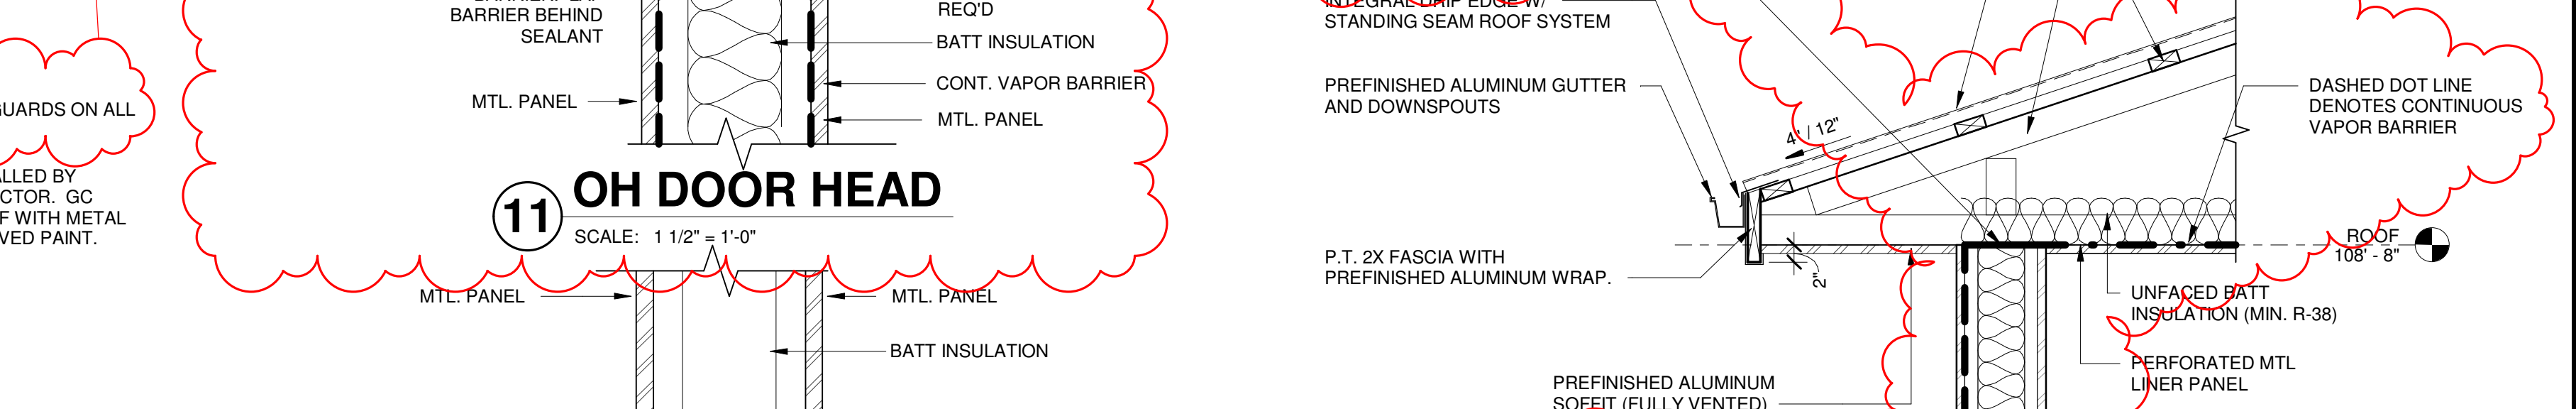 GUARDS ON ALL
ALLED BY
CTOR. GC
F WITH METAL
VED PAINT.
BARRIER BEHIND
SEALANT
MTL. PANEL
REQ'D
BATT INSULATION
CONT. VAPOR BARRIER
MTL. PANEL
11
OH DOOR HEAD
SCALE: 1 1/2" = 1'-0"
MTL. PANEL
MTL. PANEL
BATT INSULATION
INTEGRAL DRIP EDGE W/
STANDING SEAM ROOF SYSTEM
PREFINISHED ALUMINUM GUTTER
AND DOWNSPOUTS
4" / 12"
P.T. 2X FASCIA WITH
PREFINISHED ALUMINUM WRAP.
2"
PREFINISHED ALUMINUM
SOFFIT (FULLY VENTED)
DASHED DOT LINE
DENOTES CONTINUOUS
VAPOR BARRIER
ROOF
108' - 8"
UNFACED BATT
INSULATION (MIN. R-38)
PERFORATED MTL
LINER PANEL